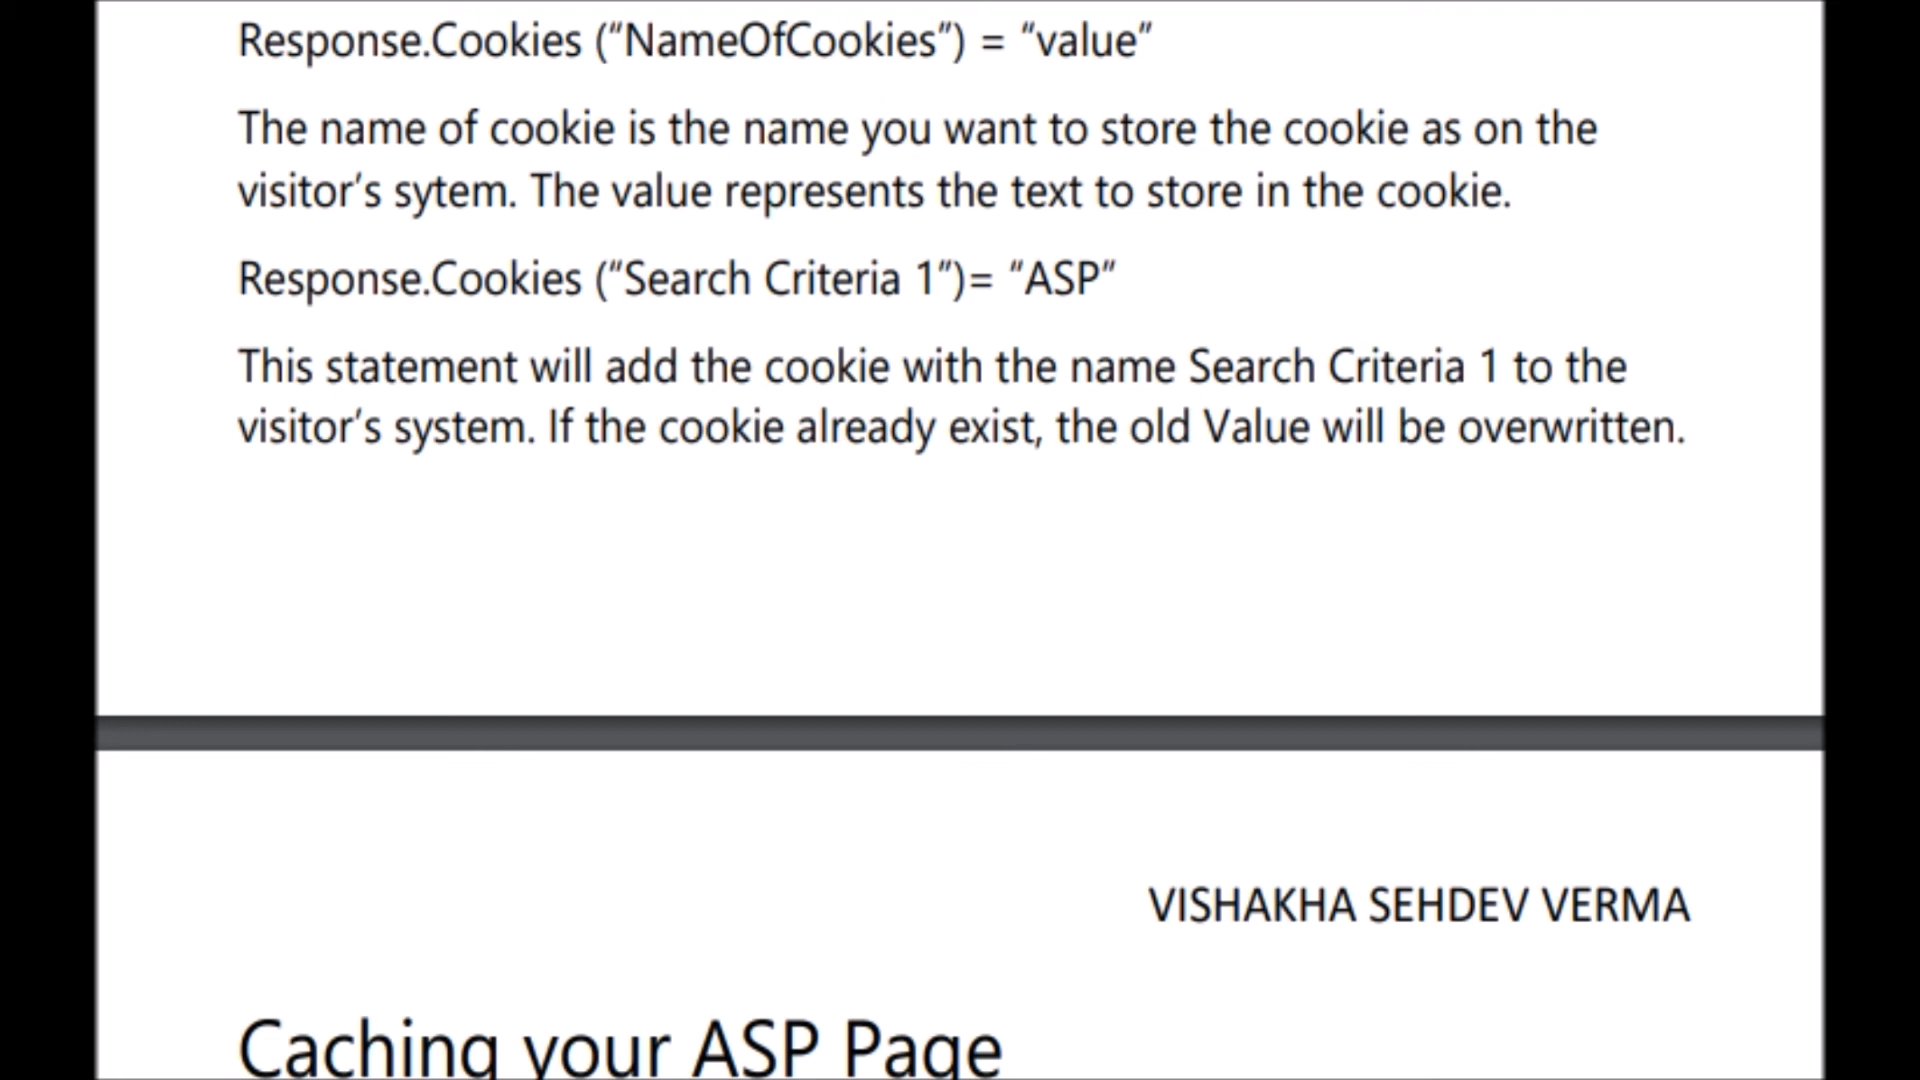 Response.Cookies (“NameOfCookies”) = “value”
The name of cookie is the name you want to store the cookie as on the
visitor’s sytem. The value represents the text to store in the cookie.
Response.Cookies (“Search Criteria 1”)= “ASP”
This statement will add the cookie with the name Search Criteria 1 to the
visitor’s system. If the cookie already exist, the old Value will be overwritten.
VISHAKHA SEHDEV VERMA
Caching your ASP Page